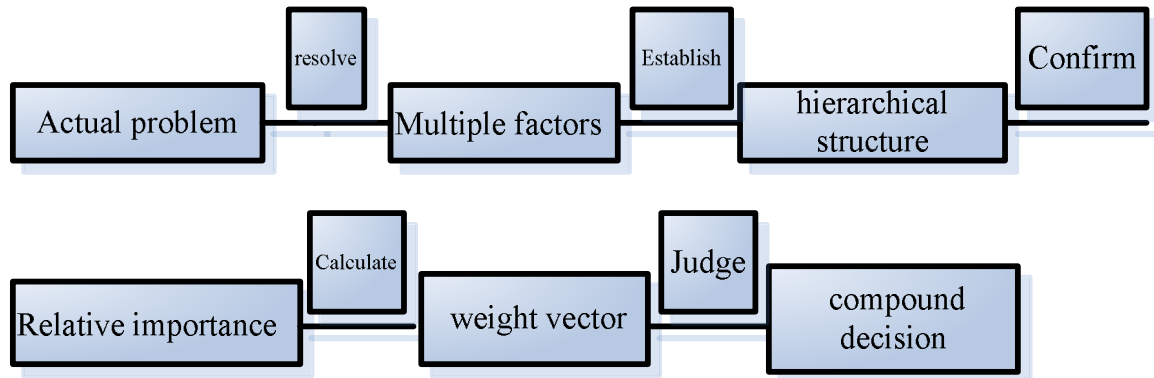 resolve
Establish
Confirm
Actual problem
Multiple factors
hierarchical
structure
Calculate
Judge
Relative importance
weight vector
compound
decision